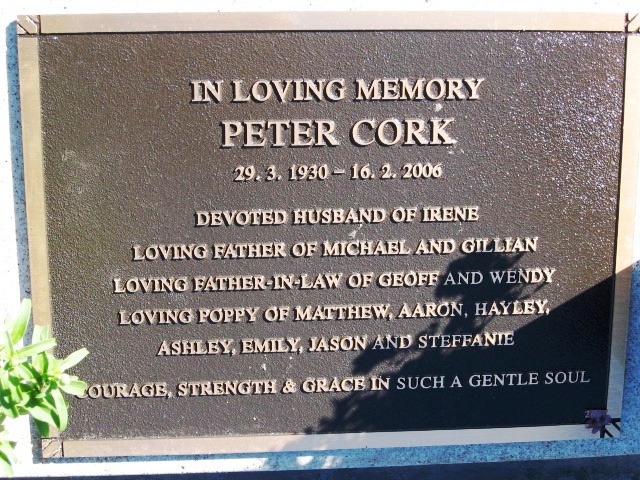 IN LOVING MEMORY
PETER CORK
29. 3. 1930 – 16. 2. 2006
DEVOTED HUSBAND OF IRENE
LOVING FATHER OF MICHAEL AND GILLIAN
LOVING FATHER-IN-LAW OF GEOFF AND WENDY
LOVING POPPY OF MATTHEW, AARON, HAYLEY,
ASHLEY, EMILY, JASON AND STEFFANIE
COURAGE, STRENGTH & GRACE IN SUCH A GENTLE SOUL